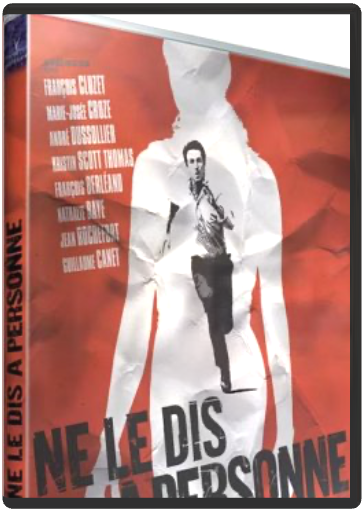 FRANÇOIS CLUZET
MARIE-JOSÉE CROZE
ANDRÉ DUSSOLLIER
KRISTIN SCOTT THOMAS
FRANÇOIS BERLÉAND
NATHALIE BAYE
JEAN ROCHEFORT
GUILLAUME CANET
NE LE DIS
A PERSONNE
NE LE DIS A PERSONNE